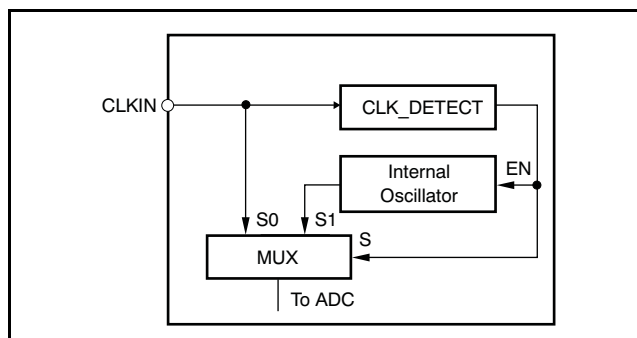 CLKIN
CLK_DETECT
Internal
Oscillator
EN
S0
S1
S
MUX
To ADC